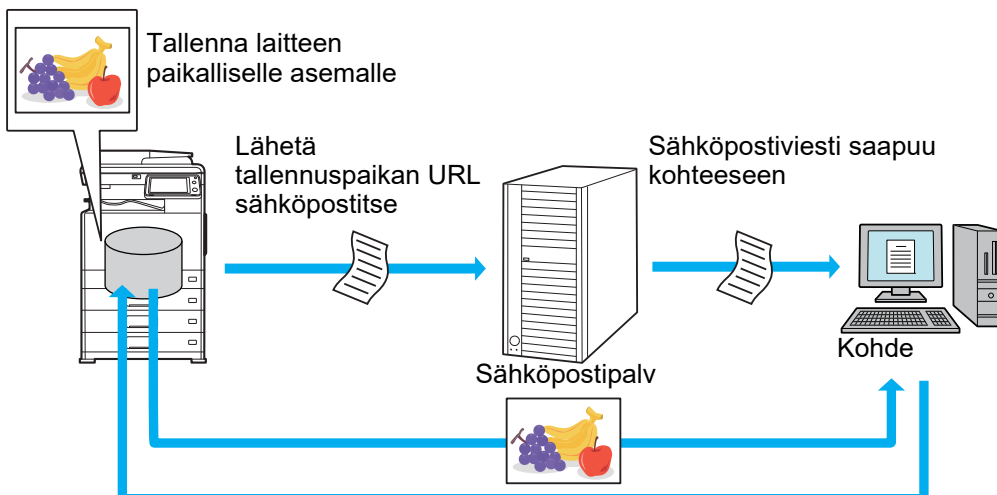 Tallenna laitteen
paikalliselle asemalle
Lähetä
tallennuspaikan URL
sähköpostitse
Sähköpostiviesti saapuu
kohteeseen
Kohde
Sähköpostipalv